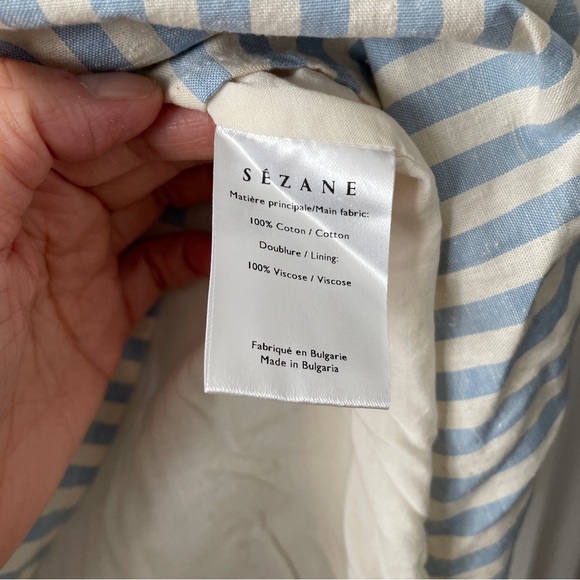 SÉZANE
Matière principale/Main fabric:
100% Coton / Cotton
Doublure / Lining:
100% Viscose / Viscose
Fabriqué en Bulgarie
Made in Bulgaria